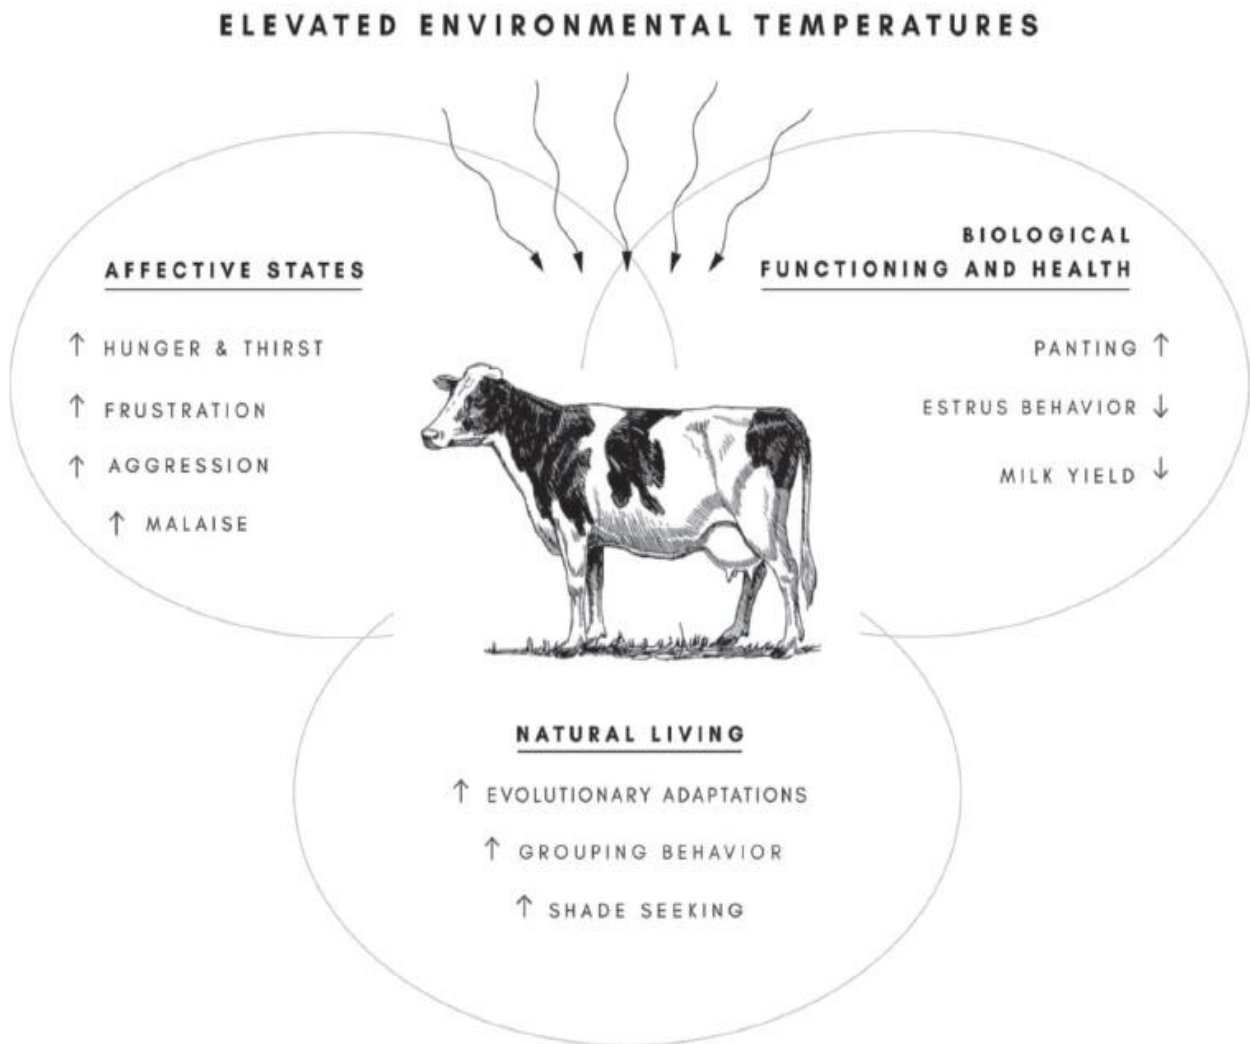 ELEVATED ENVIRONMENTAL TEMPERATURES
AFFECTIVE STATES
↑ HUNGER & THIRST
↑ FRUSTRATION
↑ AGGRESSION
↑ MALAISE
BIOLOGICAL
FUNCTIONING AND HEALTH
PANTING ↑
ESTRUS BEHAVIOR ↓
MILK YIELD ↓
NATURAL LIVING
↑ EVOLUTIONARY ADAPTATIONS
↑ GROUPING BEHAVIOR
↑ SHADE SEEKING